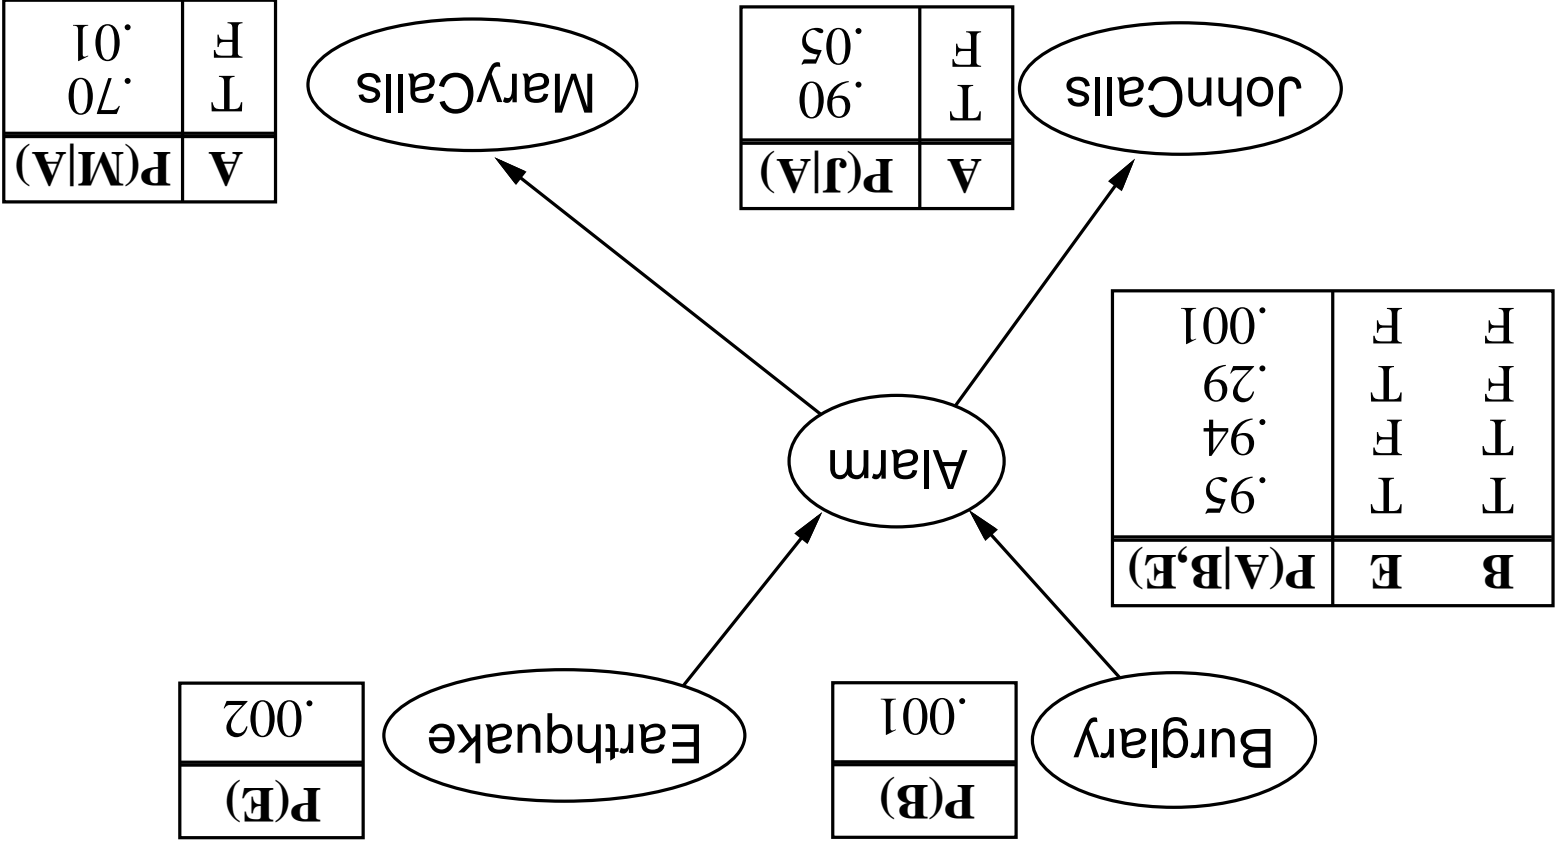 Burglary
P(B)
.001
Earthquake
P(E)
.002
B E P(A|B,E)
T T .95
T F .94
F T .29
F F .001
Alarm
JohnCalls
A P(J|A)
T .90
F .05
MaryCalls
A P(M|A)
T .70
F .01